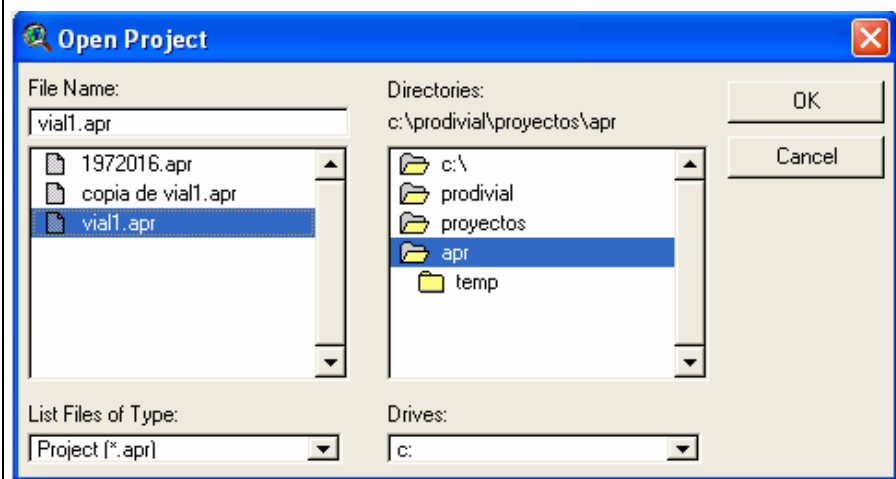 Open Project
File Name:
vial1.apr
1972016.apr
copia de vial1.apr
vial1.apr
List Files of Type:
Project (*.apr)
Directories:
c:\prodivial\proyectos\apr
c:\
prodivial
proyectos
apr
temp
Drives:
c:
OK
Cancel